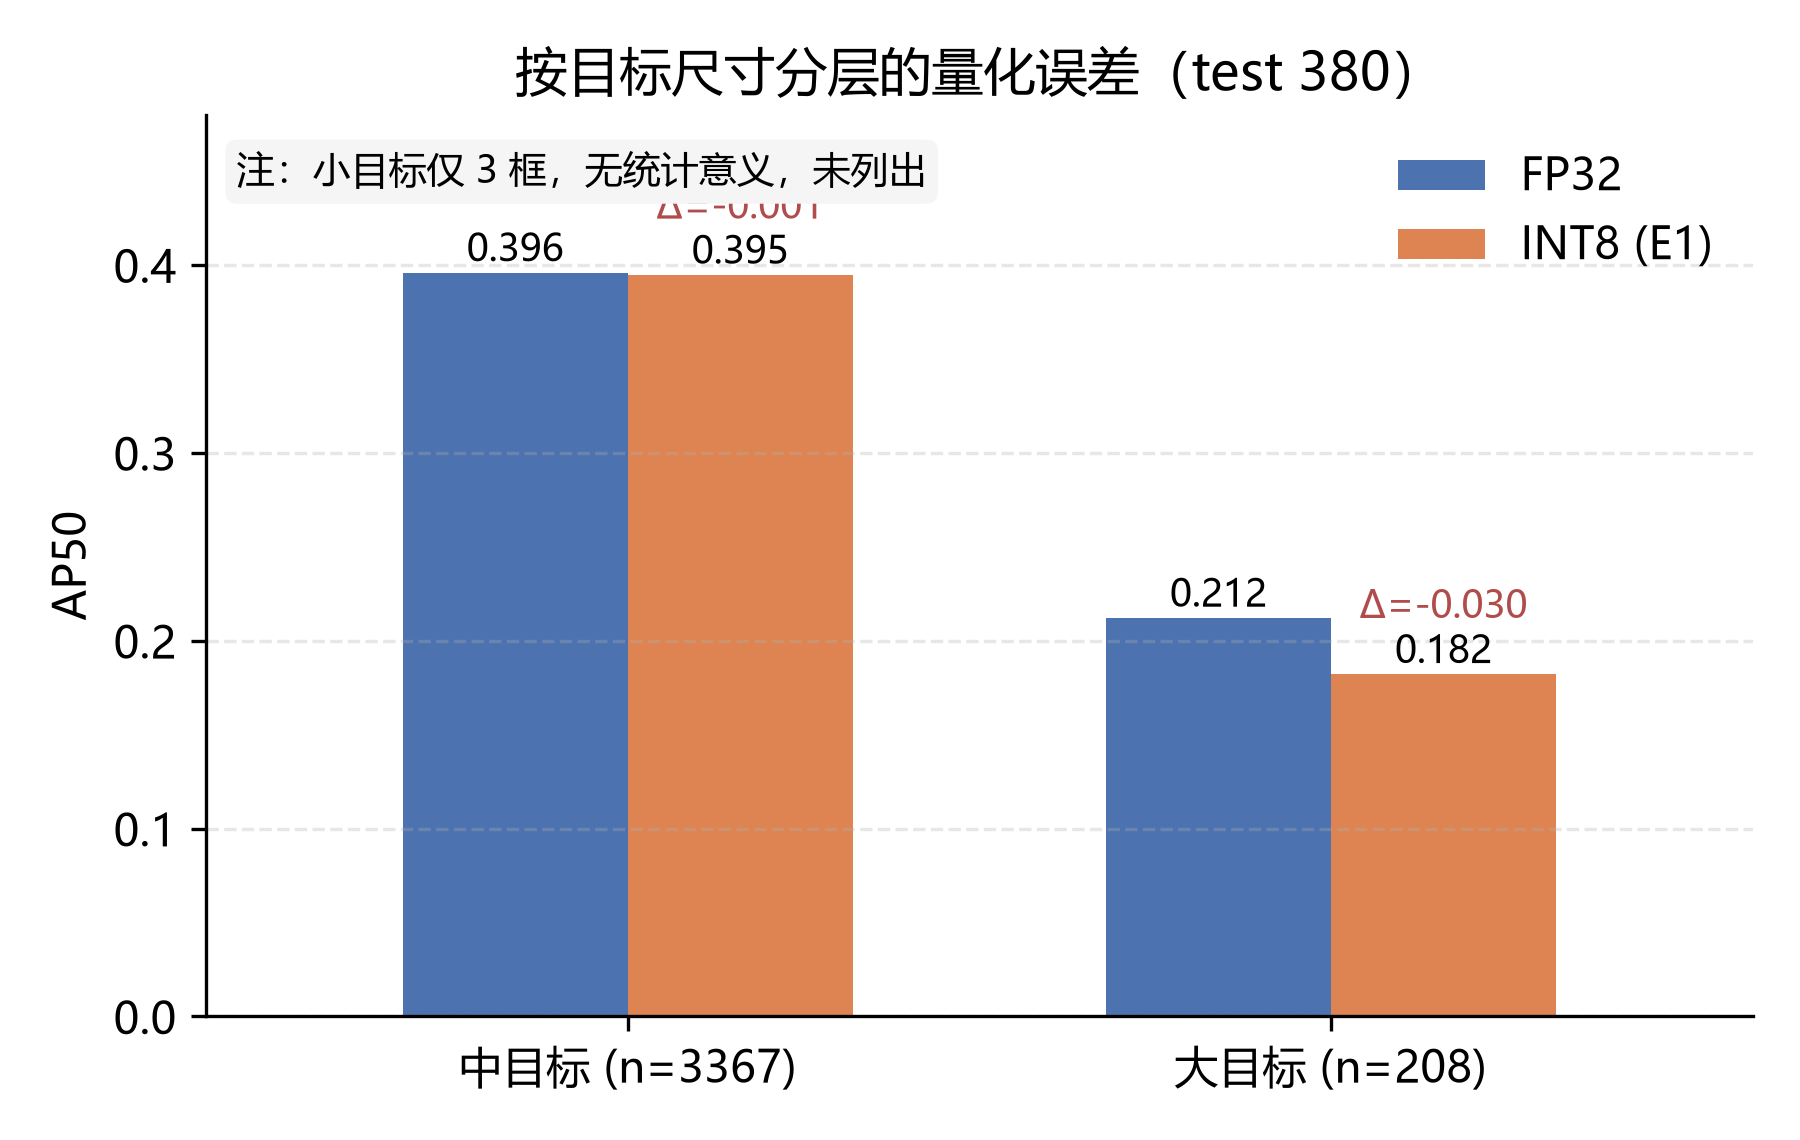 按目标尺寸分层的量化误差（test 380）
注：小目标仅 3 框，无统计意义，未列出
FP32
INT8 (E1)
Δ=-0.001
0.396
0.395
Δ=-0.030
0.212
0.182
AP50
0.4
0.3
0.2
0.1
0.0
中目标 (n=3367)
大目标 (n=208)